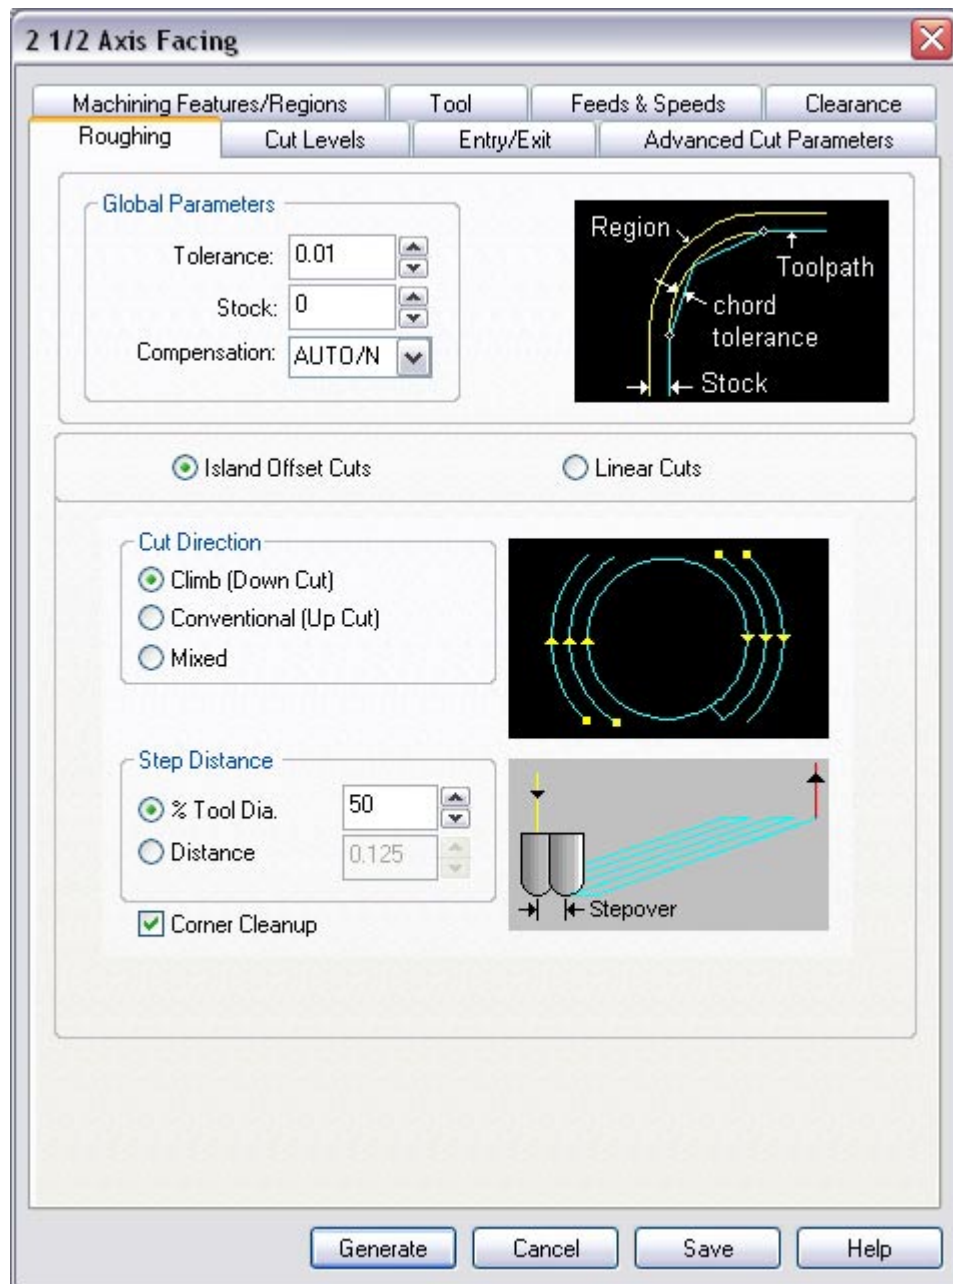 2 1/2 Axis Facing
Machining Features/Regions Tool Feeds & Speeds Clearance
Roughing Cut Levels Entry/Exit Advanced Cut Parameters
Global Parameters
Tolerance: 0.01
Stock: 0
Compensation: AUTO/N
Region
Toolpath
chord
tolerance
Stock
Island Offset Cuts Linear Cuts
Cut Direction
Climb (Down Cut)
Conventional (Up Cut)
Mixed
Step Distance
% Tool Dia. 50
Distance 0.125
Corner Cleanup
Stepover
Generate Cancel Save Help